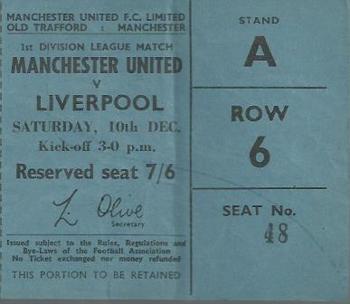 MANCHESTER UNITED F.C. LIMITED
OLD TRAFFORD : MANCHESTER
1st DIVISION LEAGUE MATCH
MANCHESTER UNITED
v
LIVERPOOL
SATURDAY, 10th DEC.
Kick-off 3-0 p.m.
Reserved seat 7/6
L. Olive
Secretary
Issued subject to the Rules, Regulations and
Bye-Laws of the Football Association
No Ticket exchanged nor money refunded
THIS PORTION TO BE RETAINED
STAND
A
ROW
6
SEAT No.
48